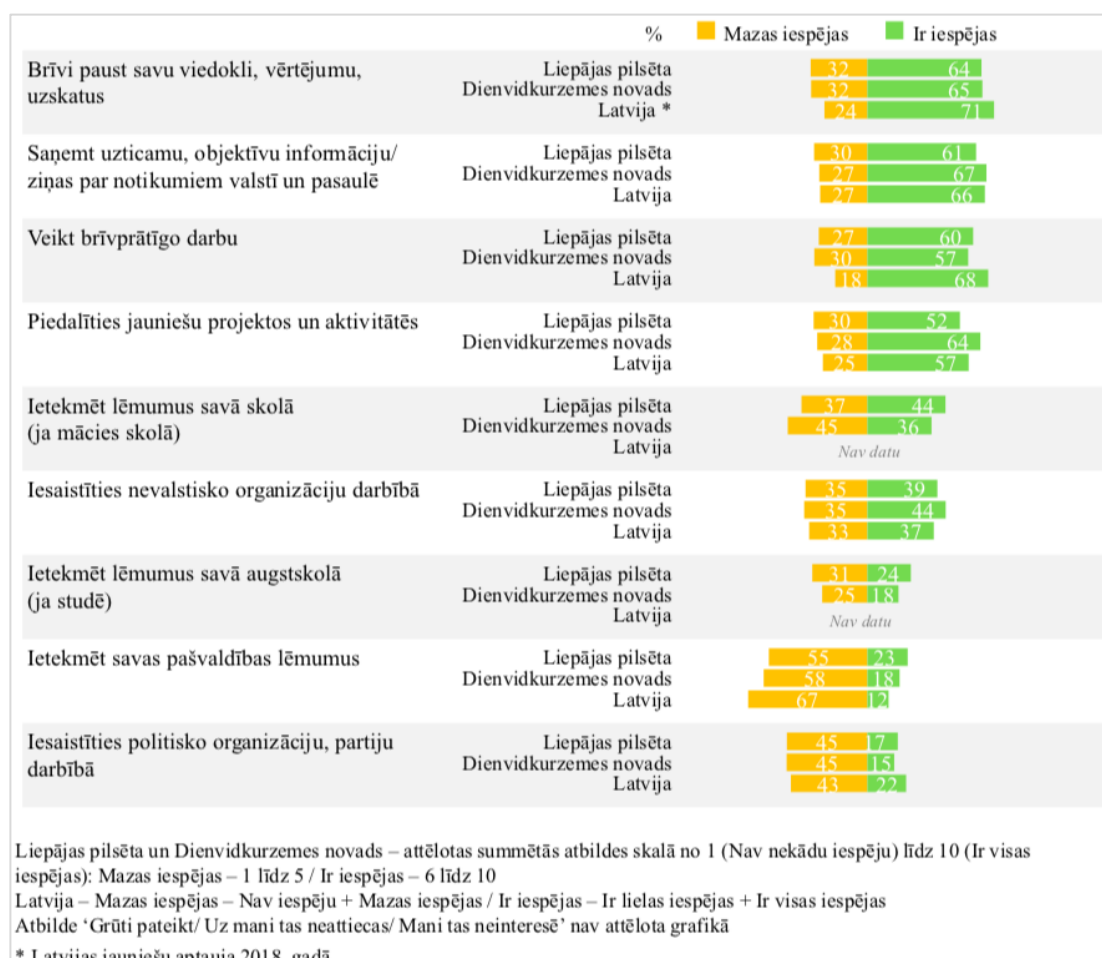 % Mazas iespējas Ir iespējas
Brīvi paust savu viedokli, vērtējumu,
uzskatus
Liepājas pilsēta 32 64
Dienvidkurzemes novads 32 65
Latvija * 24 71
Saņemt uzticamu, objektīvu informāciju/
ziņas par notikumiem valstī un pasaulē
Liepājas pilsēta 30 61
Dienvidkurzemes novads 27 67
Latvija 27 66
Veikt brīvprātīgo darbu
Liepājas pilsēta 27 60
Dienvidkurzemes novads 30 57
Latvija 18 68
Piedalīties jauniešu projektos un aktivitātēs
Liepājas pilsēta 30 52
Dienvidkurzemes novads 28 64
Latvija 25 57
Ietekmēt lēmumus savā skolā
(ja mācies skolā)
Liepājas pilsēta 37 44
Dienvidkurzemes novads 45 36
Latvija Nav datu
Iesaistīties nevalstisko organizāciju darbībā
Liepājas pilsēta 35 39
Dienvidkurzemes novads 35 44
Latvija 33 37
Ietekmēt lēmumus savā augstskolā
(ja studē)
Liepājas pilsēta 31 24
Dienvidkurzemes novads 25 18
Latvija Nav datu
Ietekmēt savas pašvaldības lēmumus
Liepājas pilsēta 55 23
Dienvidkurzemes novads 58 18
Latvija 67 12
Iesaistīties politisko organizāciju, partiju
darbībā
Liepājas pilsēta 45 17
Dienvidkurzemes novads 45 15
Latvija 43 22
Liepājas pilsēta un Dienvidkurzemes novads – attēlotas summētās atbildes skalā no 1 (Nav nekādu iespēju) līdz 10 (Ir visas
iespējas): Mazas iespējas – 1 līdz 5 / Ir iespējas – 6 līdz 10
Latvija – Mazas iespējas – Nav iespēju + Mazas iespējas / Ir iespējas – Ir lielas iespējas + Ir visas iespējas
Atbilde ‘Grūti pateikt/ Uz mani tas neattiecas/ Mani tas neinteresē’ nav attēlota grafikā
* Latvijas jauniešu aptauja 2018. gadā